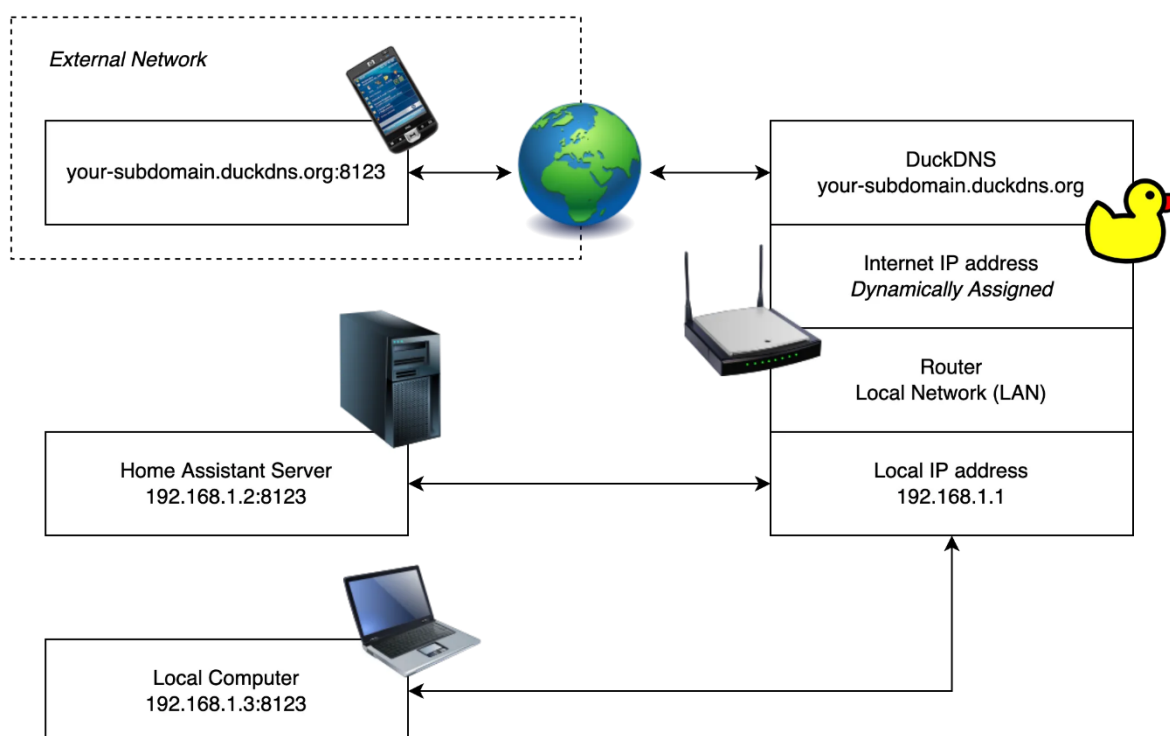 External Network
your-subdomain.duckdns.org:8123
DuckDNS
your-subdomain.duckdns.org
Internet IP address
Dynamically Assigned
Router
Local Network (LAN)
Home Assistant Server
192.168.1.2:8123
Local IP address
192.168.1.1
Local Computer
192.168.1.3:8123